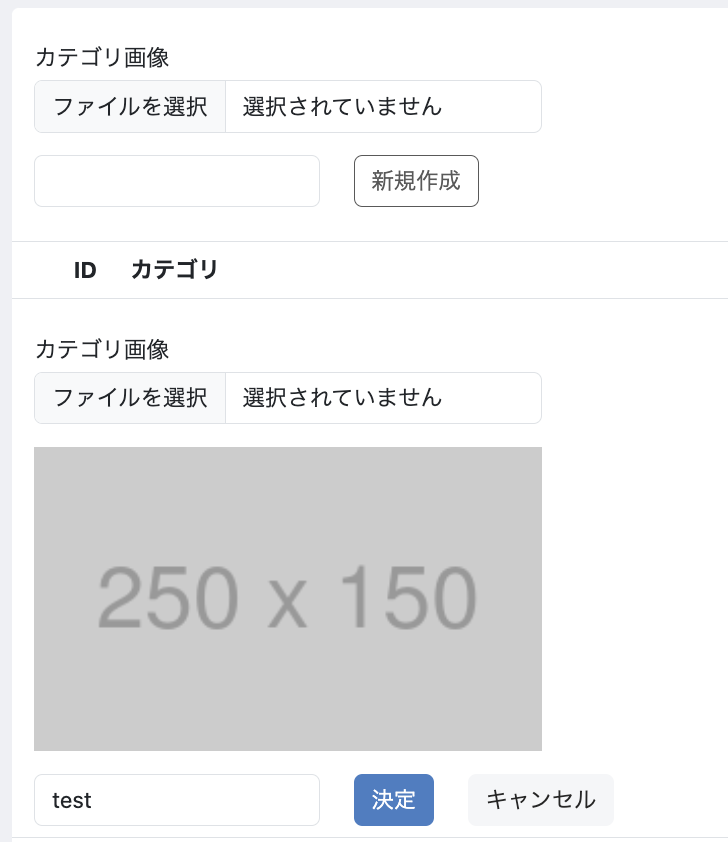 カテゴリ画像
ファイルを選択 選択されていません
新規作成
ID カテゴリ
カテゴリ画像
ファイルを選択 選択されていません
250 x 150
test 決定 キャンセル